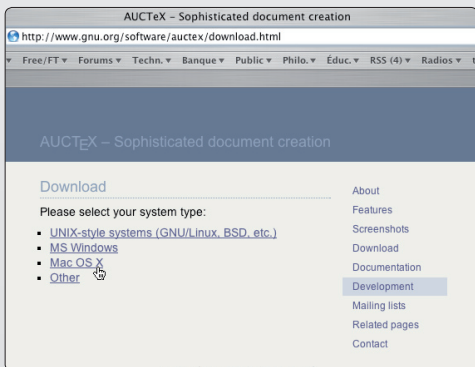 AUCTeX – Sophisticated document creation
http://www.gnu.org/software/auctex/download.html
Free/FT ▾ Forums ▾ Techn. ▾ Banque ▾ Public ▾ Philo. ▾ Éduc. ▾ RSS (4) ▾ Radios ▾
AUCTEX – Sophisticated document creation
Download
Please select your system type:
UNIX-style systems (GNU/Linux, BSD, etc.)
MS Windows
Mac OS X
Other
About
Features
Screenshots
Download
Documentation
Development
Mailing lists
Related pages
Contact